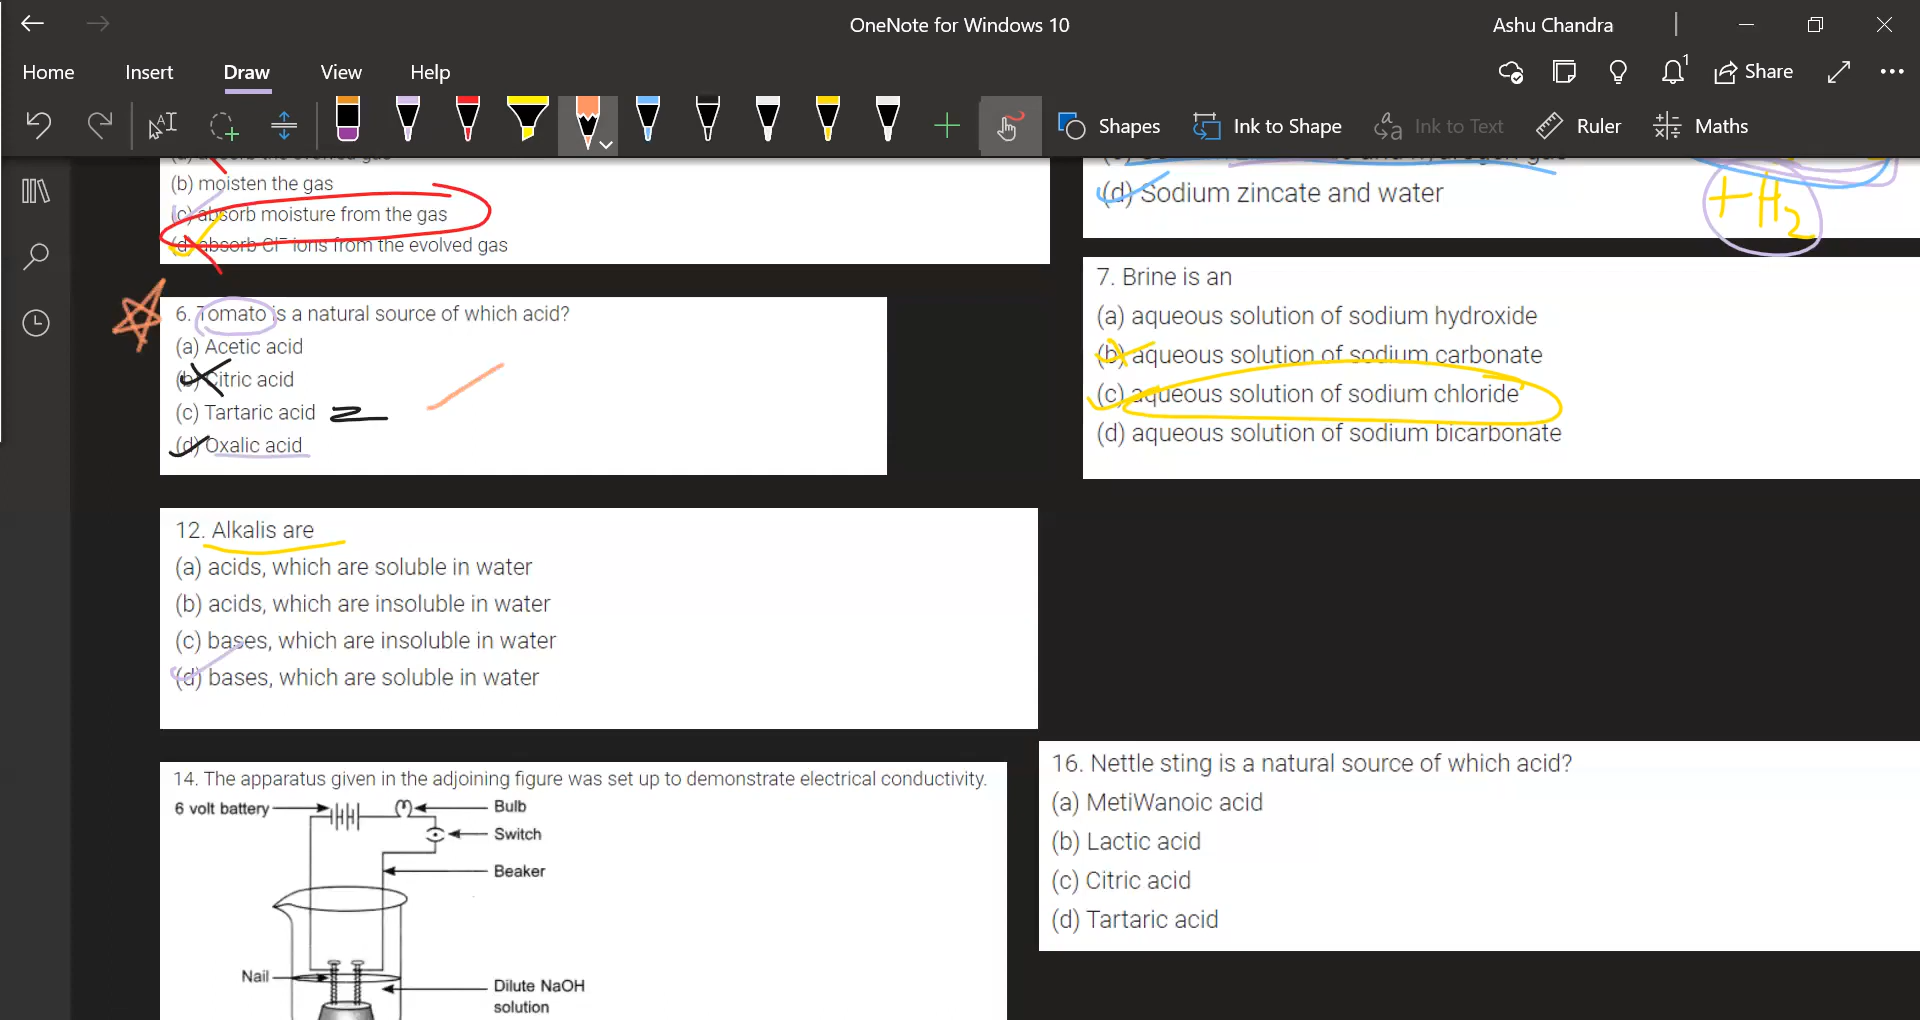 OneNote for Windows 10
Ashu Chandra
Home Insert Draw View Help
1
Share
Shapes Ink to Shape Ink to Text Ruler Maths
(b) moisten the gas
(c) absorb moisture from the gas
(d) absorb Cl⁻ ions from the evolved gas
(d) Sodium zincate and water
+ H2
6. Tomato is a natural source of which acid?
(a) Acetic acid
(b) Citric acid
(c) Tartaric acid
(d) Oxalic acid
7. Brine is an
(a) aqueous solution of sodium hydroxide
(b) aqueous solution of sodium carbonate
(c) aqueous solution of sodium chloride
(d) aqueous solution of sodium bicarbonate
12. Alkalis are
(a) acids, which are soluble in water
(b) acids, which are insoluble in water
(c) bases, which are insoluble in water
(d) bases, which are soluble in water
14. The apparatus given in the adjoining figure was set up to demonstrate electrical conductivity.
6 volt battery
Bulb
Switch
Beaker
Nail
Dilute NaOH
solution
16. Nettle sting is a natural source of which acid?
(a) MetiWanoic acid
(b) Lactic acid
(c) Citric acid
(d) Tartaric acid